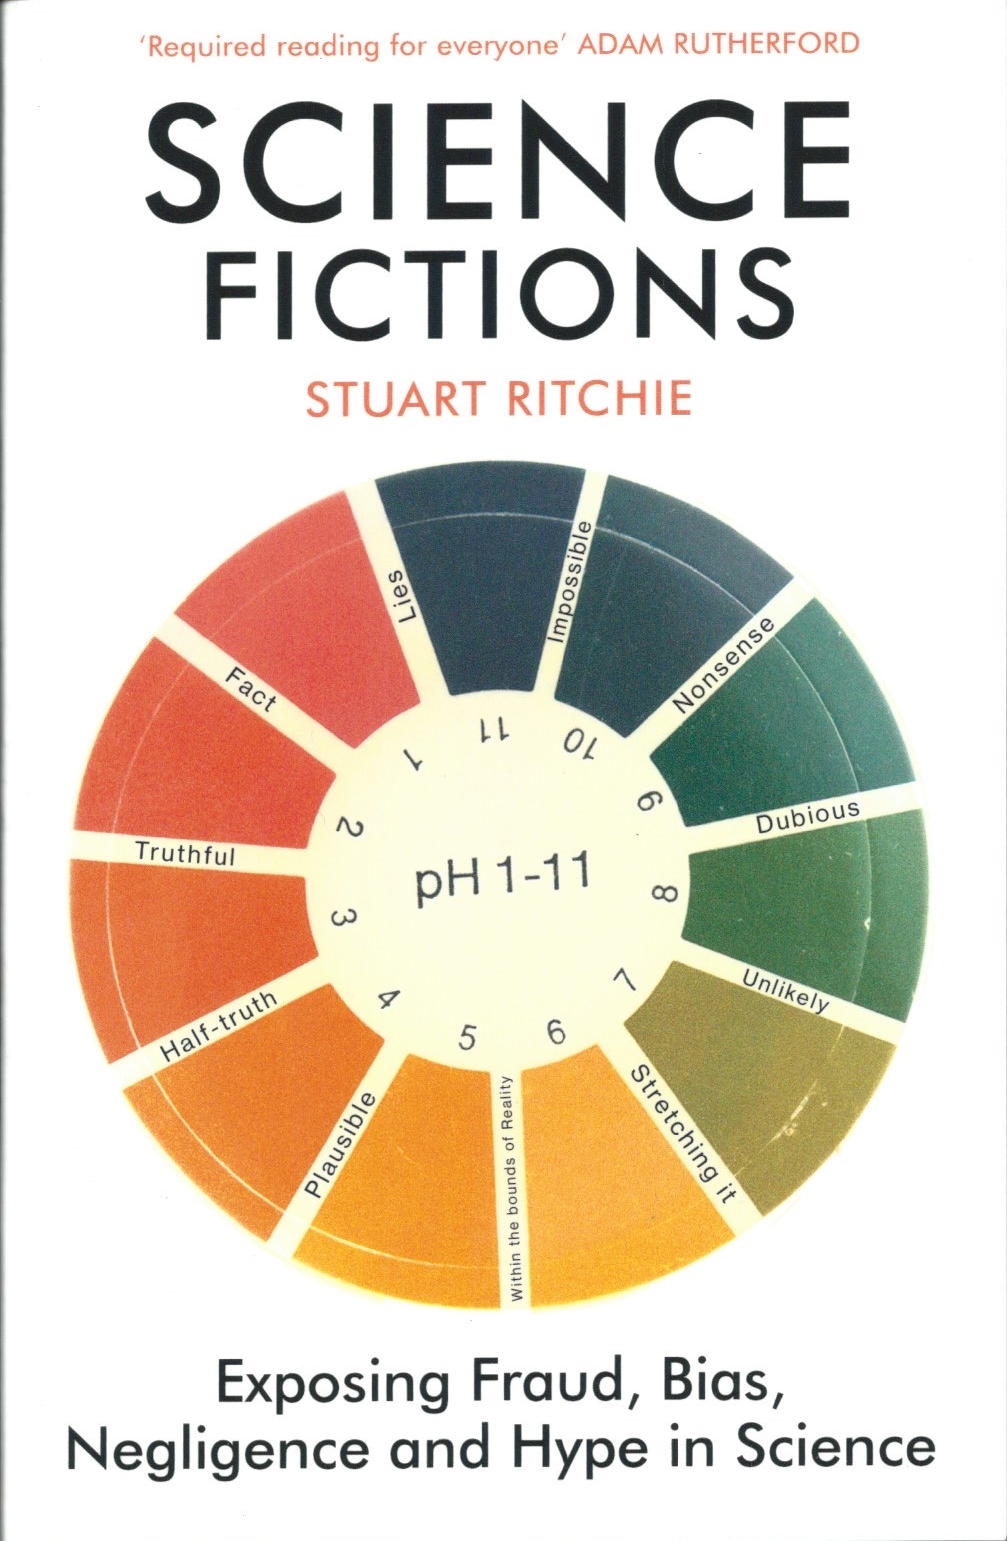 ‘Required reading for everyone’ ADAM RUTHERFORD
SCIENCE
FICTIONS
STUART RITCHIE
Lies
Impossible
Nonsense
Dubious
Unlikely
Stretching it
Within the bounds of Reality
Plausible
Half-truth
Truthful
Fact
1
2
3
4
5
6
7
8
9
10
11
pH 1-11
Exposing Fraud, Bias,
Negligence and Hype in Science